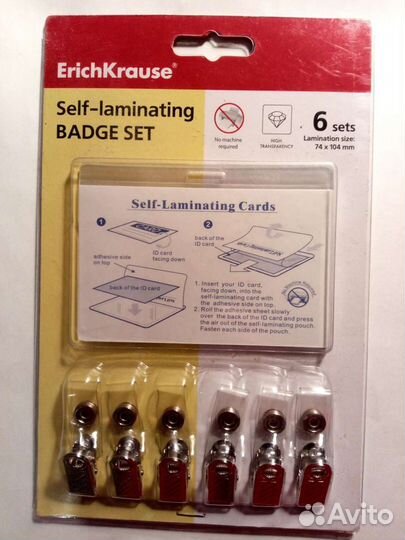 ErichKrause®
Self-laminating
BADGE SET
No machine
required
HIGH
TRANSPARENCY
6 sets
Lamination size:
74 x 104 mm
Self-Laminating Cards
1
ID card
facing down
2
back of the
ID card
adhesive side
on top
back of the ID card
1. Insert your ID card,
facing down, into the
self-laminating card with
the adhesive side on top.
2. Roll the adhesive sheet slowly
over the back of the ID card and press
the air out of the self-laminating pouch.
Fasten each side of the pouch.
No Machine Required
Avito